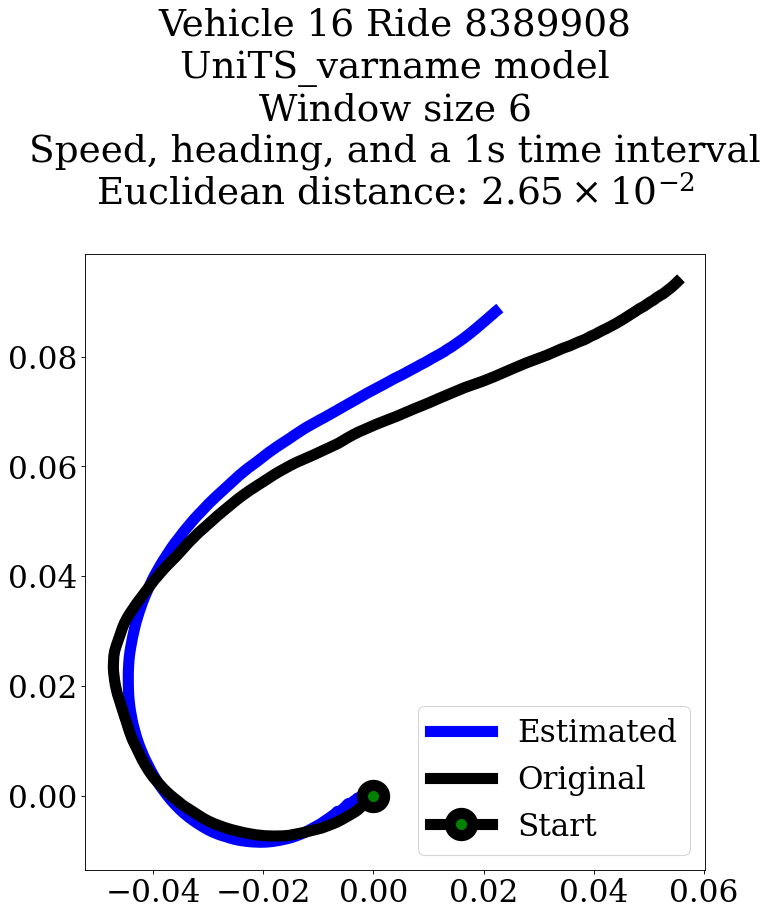 Vehicle 16 Ride 8389908
UniTS_varname model
Window size 6
Speed, heading, and a 1s time interval
Euclidean distance: 2.65 × 10⁻²
0.08
0.06
0.04
0.02
0.00
Estimated
Original
Start
−0.04 −0.02 0.00 0.02 0.04 0.06